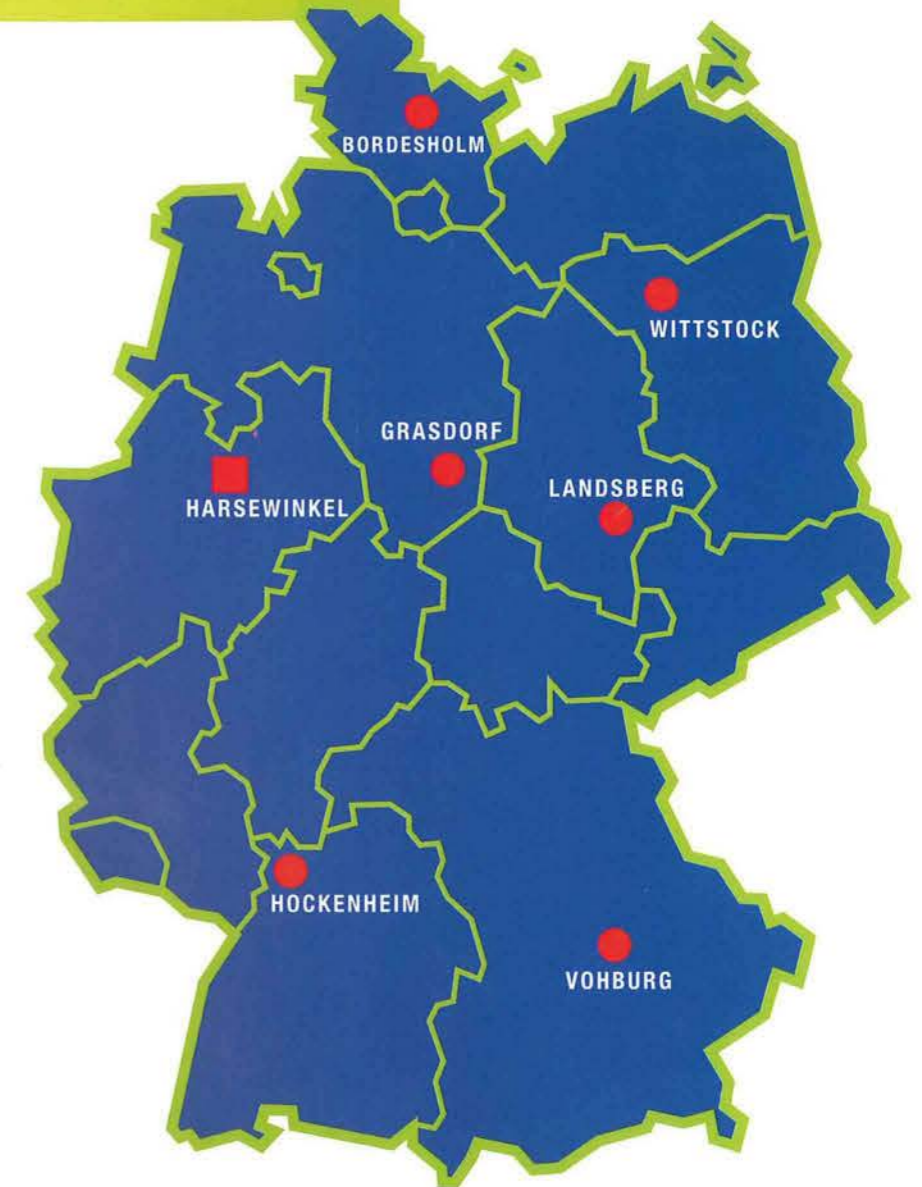 BORDESHOLM
WITTSTOCK
GRASDORF
LANDSBERG
HARSEWINKEL
HOCKENHEIM
VOHBURG